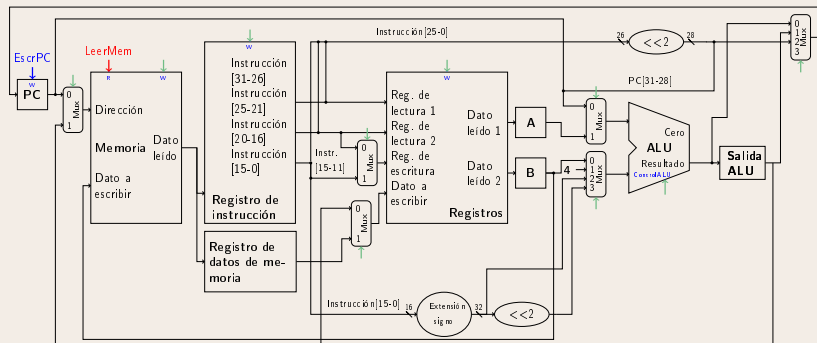 EscrPC
W
PC
LeerMem
0
Mux
1
R
W
Dirección
Memoria
Dato
leído
Dato a
escribir
W
Instrucción
[31-26]
Instrucción
[25-21]
Instrucción
[20-16]
Instrucción
[15-0]
Registro de
instrucción
Registro de
datos de me-
moria
Instrucción[25-0]
Instr.
[15-11]
0
Mux
1
0
Mux
1
W
Reg. de
lectura 1
Reg. de
lectura 2
Reg. de
escritura
Dato a
escribir
Dato
leído 1
Dato
leído 2
Registros
A
B
4
26
<<2
28
PC[31-28]
0
Mux
1
0
1
2
3
Mux
Cero
ALU
Resultado
ControlALU
Salida
ALU
0
1
2
3
Mux
Instrucción[15-0]
16
Extensión
signo
32
<<2